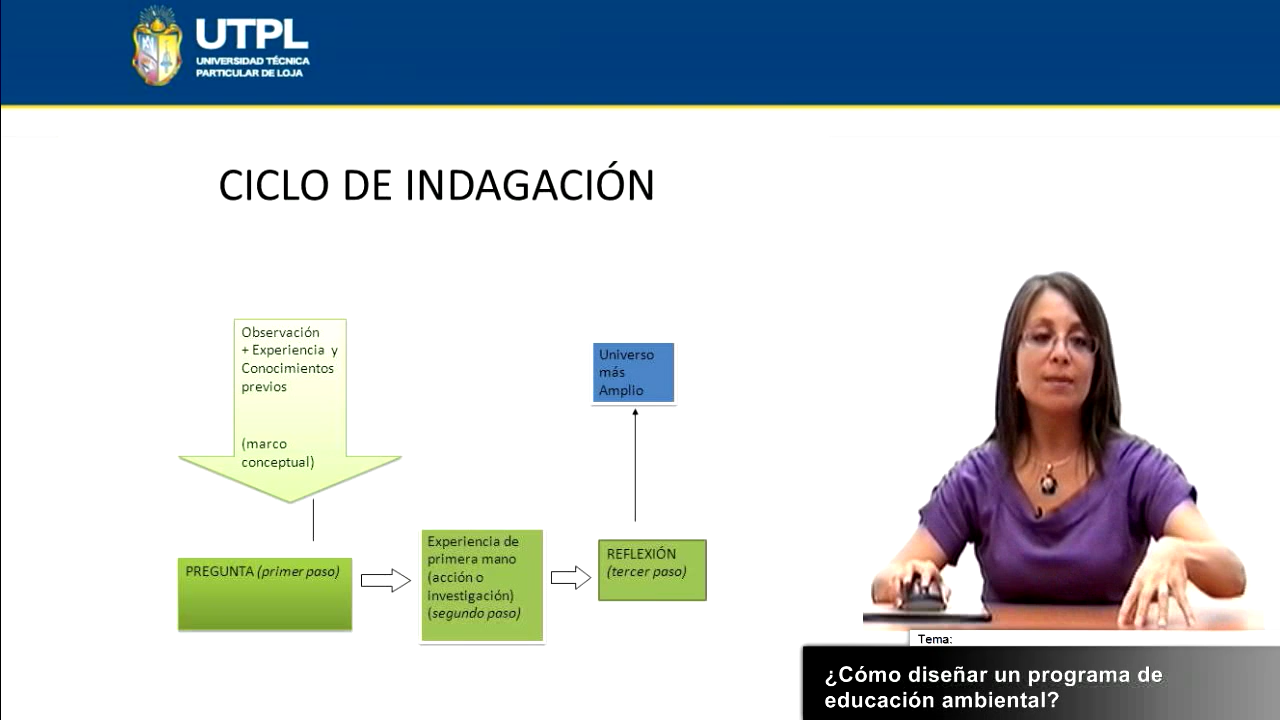 UTPL
UNIVERSIDAD TÉCNICA
PARTICULAR DE LOJA
CICLO DE INDAGACIÓN
Observación
+ Experiencia y
Conocimientos
previos
(marco
conceptual)
Universo
más
Amplio
PREGUNTA (primer paso)
Experiencia de
primera mano
(acción o
investigación)
(segundo paso)
REFLEXIÓN
(tercer paso)
Tema:
¿Cómo diseñar un programa de
educación ambiental?